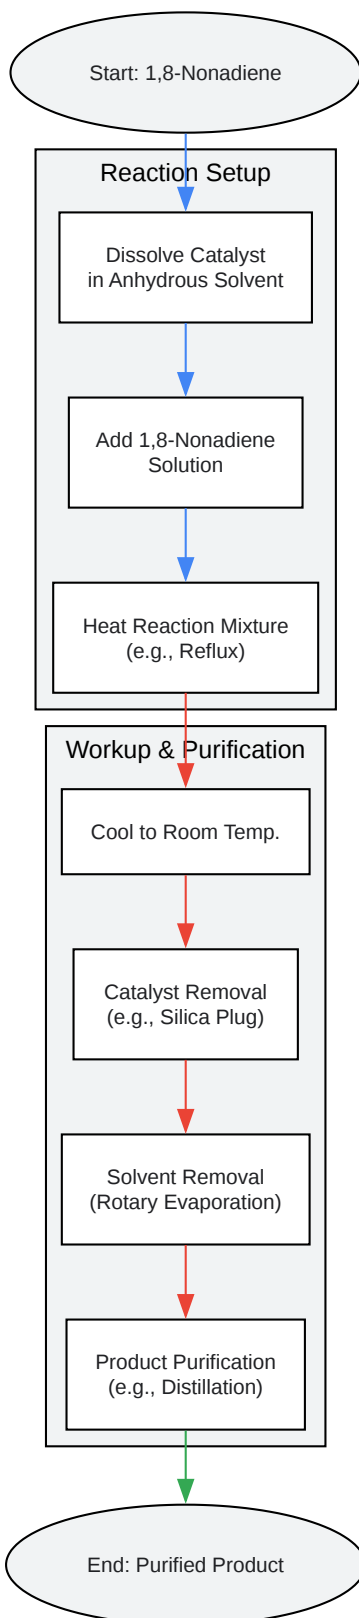 Start: 1,8-Nonadiene
Reaction Setup
Dissolve Catalyst
in Anhydrous Solvent
Add 1,8-Nonadiene
Solution
Heat Reaction Mixture
(e.g., Reflux)
Workup & Purification
Cool to Room Temp.
Catalyst Removal
(e.g., Silica Plug)
Solvent Removal
(Rotary Evaporation)
Product Purification
(e.g., Distillation)
End: Purified Product